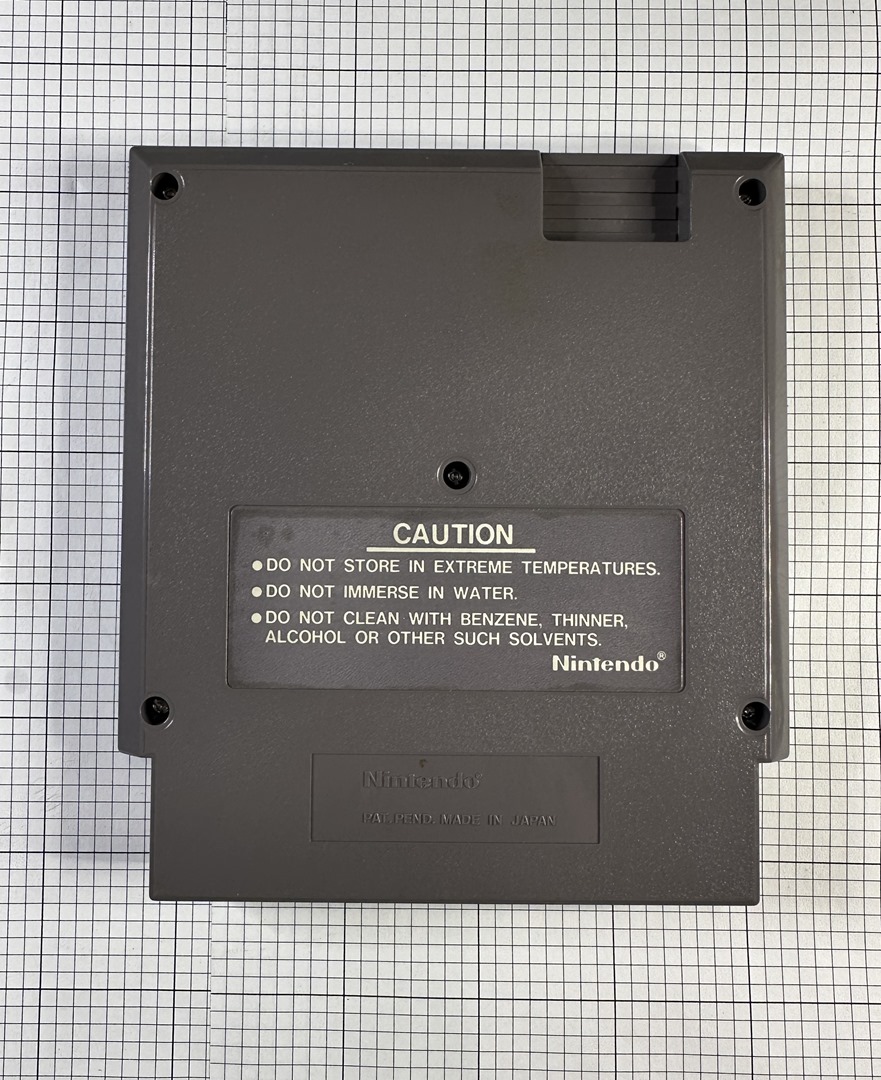 CAUTION
●DO NOT STORE IN EXTREME TEMPERATURES.
●DO NOT IMMERSE IN WATER.
●DO NOT CLEAN WITH BENZENE, THINNER,
ALCOHOL OR OTHER SUCH SOLVENTS.
Nintendo®
Nintendo®
PAT.PEND. MADE IN JAPAN